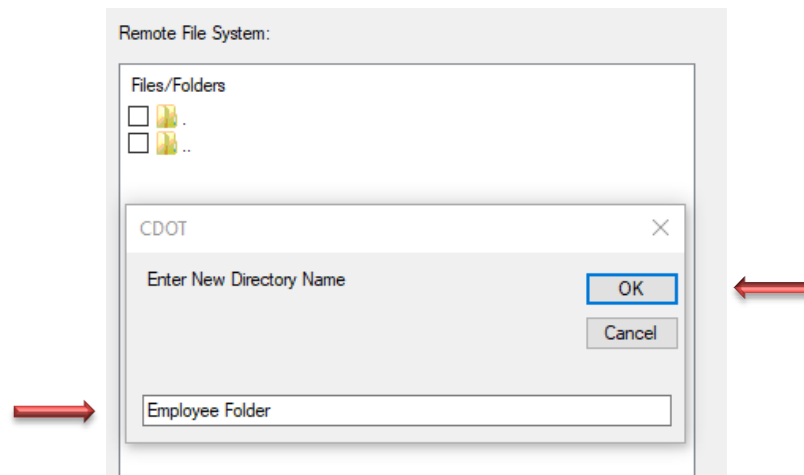 Remote File System:
Files/Folders
.
..
CDOT
Enter New Directory Name
OK
Cancel
Employee Folder